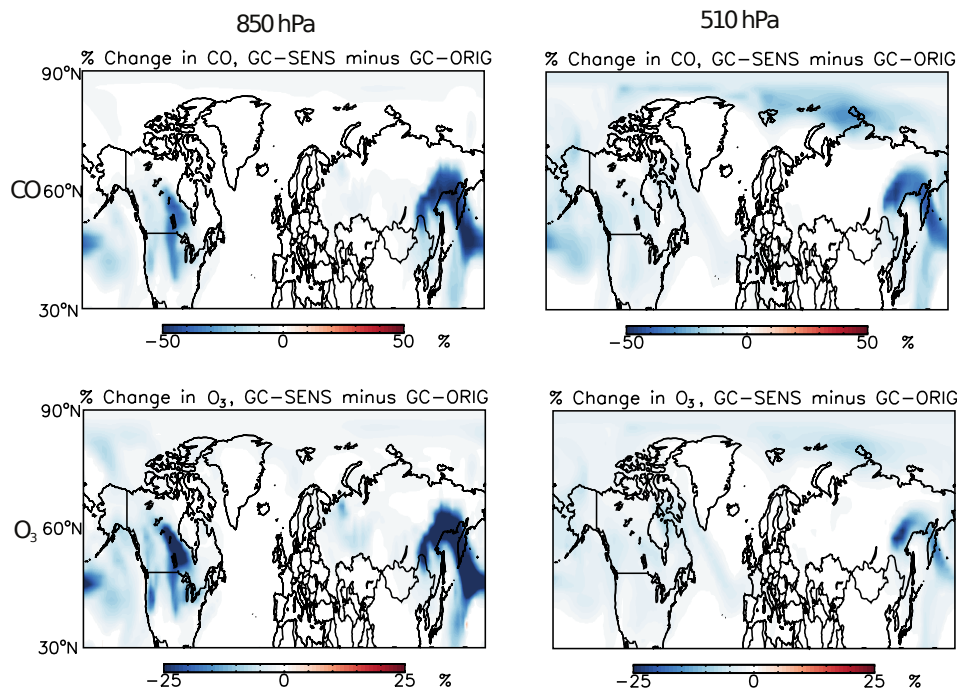 850 hPa
510 hPa
% Change in CO, GC-SENS minus GC-ORIG
% Change in CO, GC-SENS minus GC-ORIG
90°N
CO
60°N
30°N
-50 0 50 %
-50 0 50 %
% Change in O₃, GC-SENS minus GC-ORIG
% Change in O₃, GC-SENS minus GC-ORIG
90°N
O₃
60°N
30°N
-25 0 25 %
-25 0 25 %